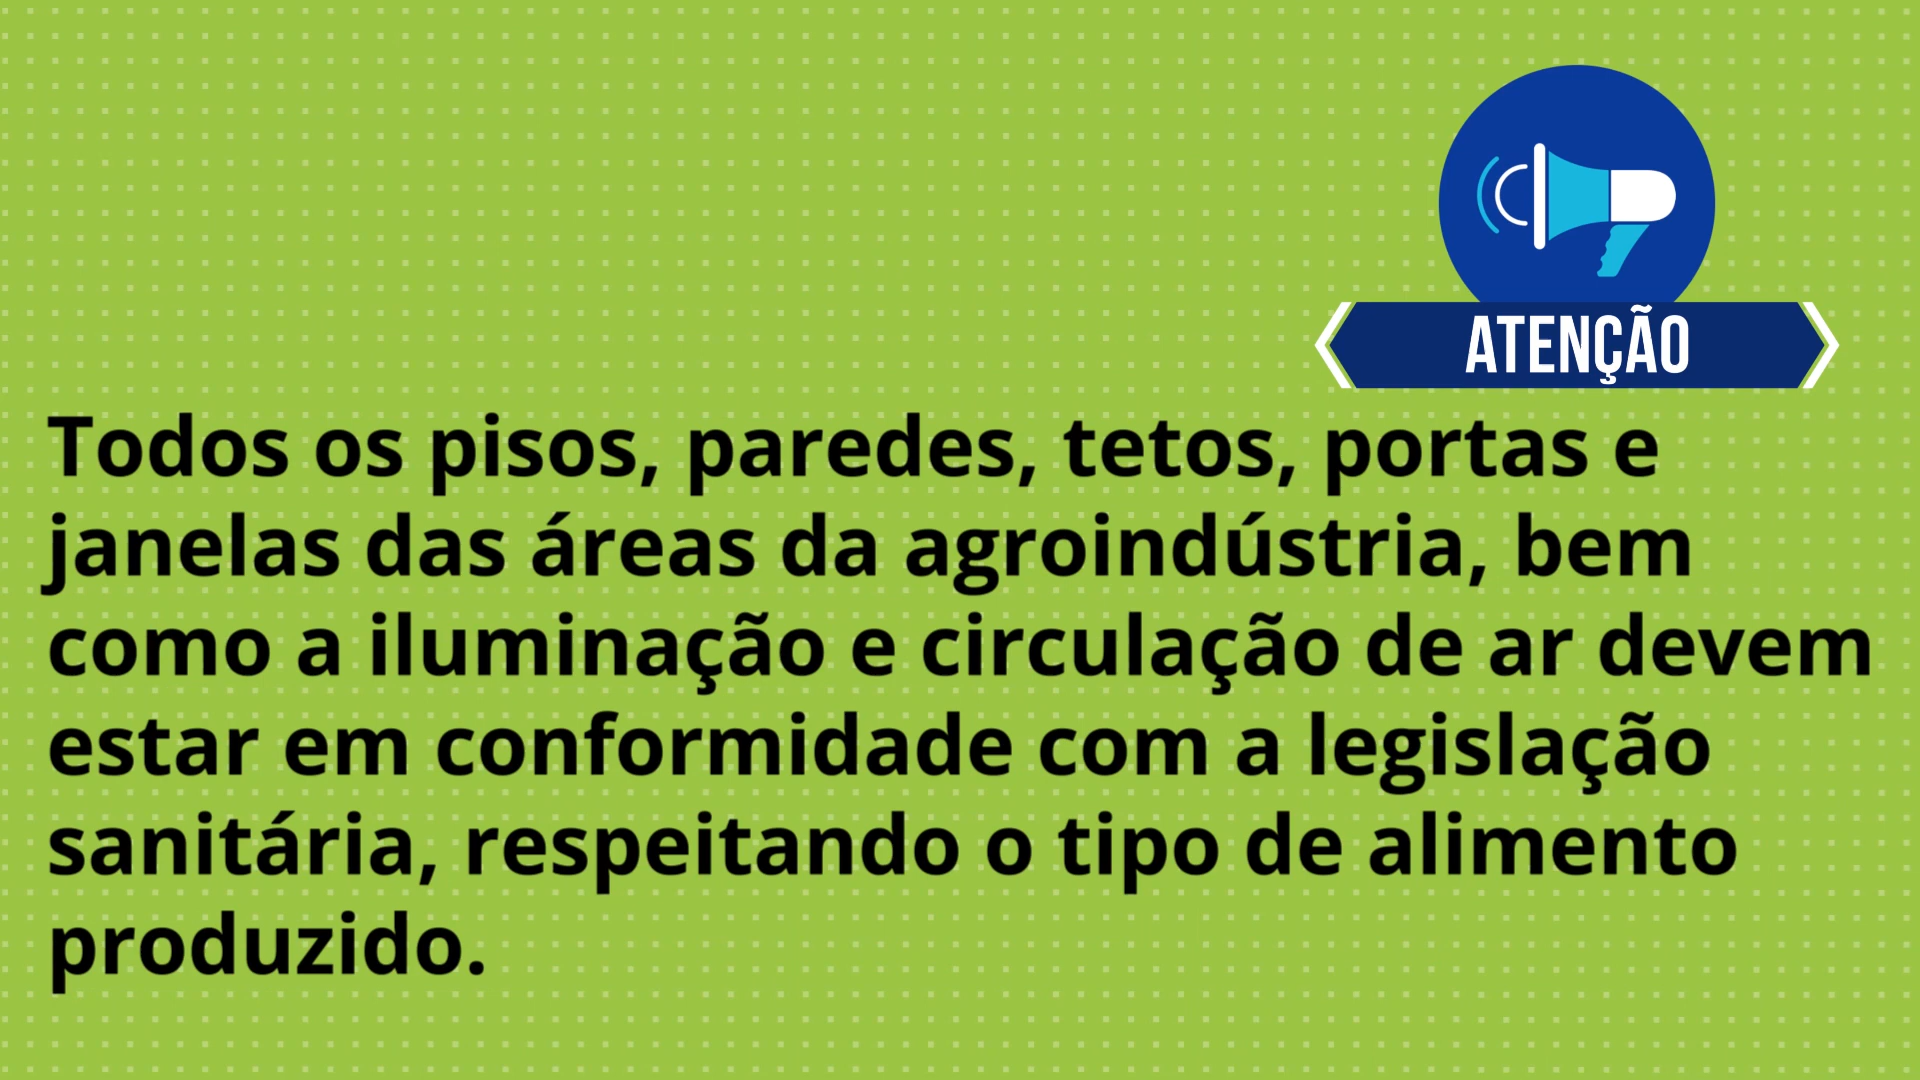 ATENÇÃO
Todos os pisos, paredes, tetos, portas e
janelas das áreas da agroindústria, bem
como a iluminação e circulação de ar devem
estar em conformidade com a legislação
sanitária, respeitando o tipo de alimento
produzido.